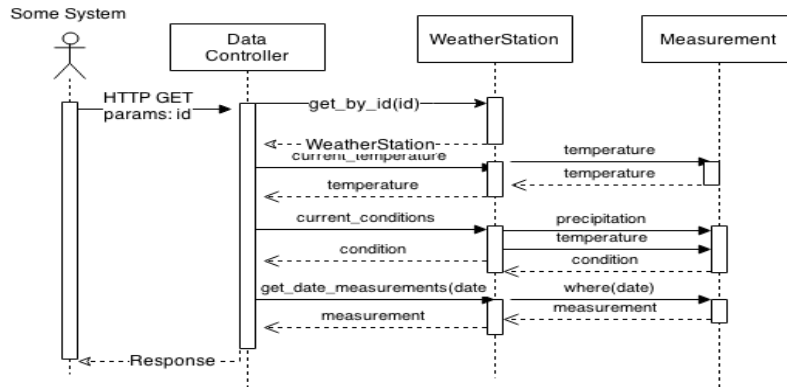 Some System
Data
Controller
WeatherStation
Measurement
HTTP GET
params: id
get_by_id(id)
WeatherStation
current_temperature
temperature
temperature
temperature
current_conditions
precipitation
temperature
condition
condition
get_date_measurements(date
where(date)
measurement
measurement
Response